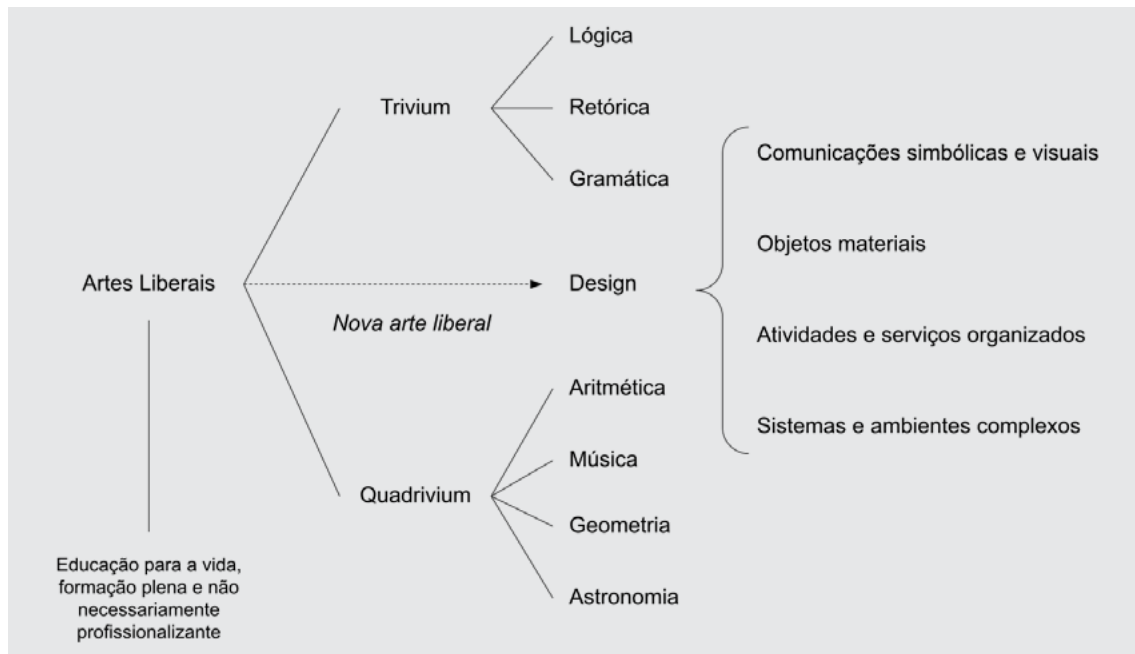 Lógica
Trivium
Retórica
Gramática
Comunicações simbólicas e visuais
Objetos materiais
Artes Liberais
Design
Nova arte liberal
Atividades e serviços organizados
Aritmética
Sistemas e ambientes complexos
Música
Quadrivium
Geometria
Astronomia
Educação para a vida,
formação plena e não
necessariamente
profissionalizante